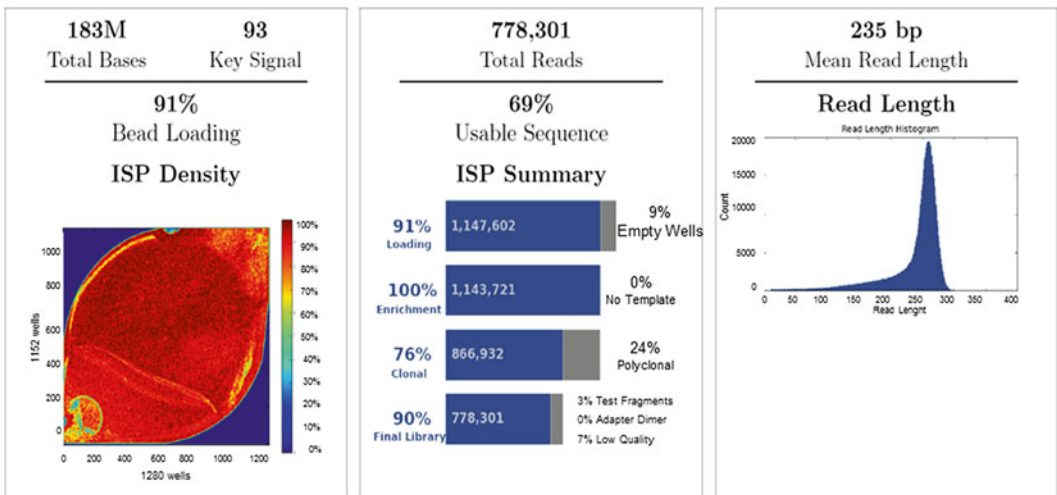 183M 93
Total Bases Key Signal
91%
Bead Loading
ISP Density
1000
800
600
400
200
0
1152 wells
0 200 400 600 800 1000 1200
1280 wells
100%
90%
80%
70%
60%
50%
40%
30%
20%
10%
0%
778,301
Total Reads
69%
Usable Sequence
ISP Summary
91% 1,147,602 9%
Loading Empty Wells
100% 1,143,721 0%
Enrichment No Template
76% 866,932 24%
Clonal Polyclonal
90% 778,301 3% Test Fragments
0% Adapter Dimer
Final Library 7% Low Quality
235 bp
Mean Read Length
Read Length
Read Length Histogram
20000
15000
10000
5000
0
Count
0 50 100 150 200 250 300 350 400
Read Lenght